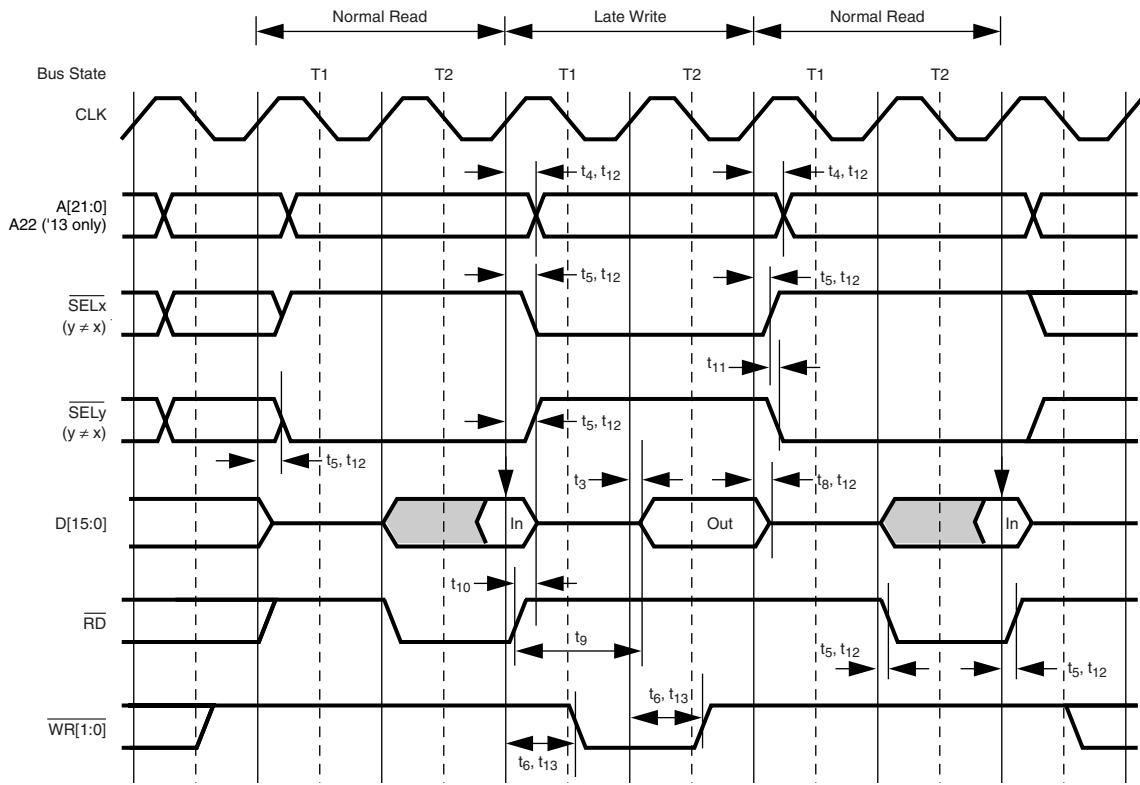 Normal Read Late Write Normal Read
Bus State T1 T2 T1 T2 T1 T2
CLK
t4, t12 t4, t12
A[21:0]
A22 ('13 only)
t5, t12 t5, t12
SELx
(y ≠ x)
t11
SELy
(y ≠ x)
t5, t12
t5, t12
t3 t8, t12
D[15:0] In Out In
t10
RD
t9
t5, t12
t5, t12
t6, t13
WR[1:0]
t6, t13